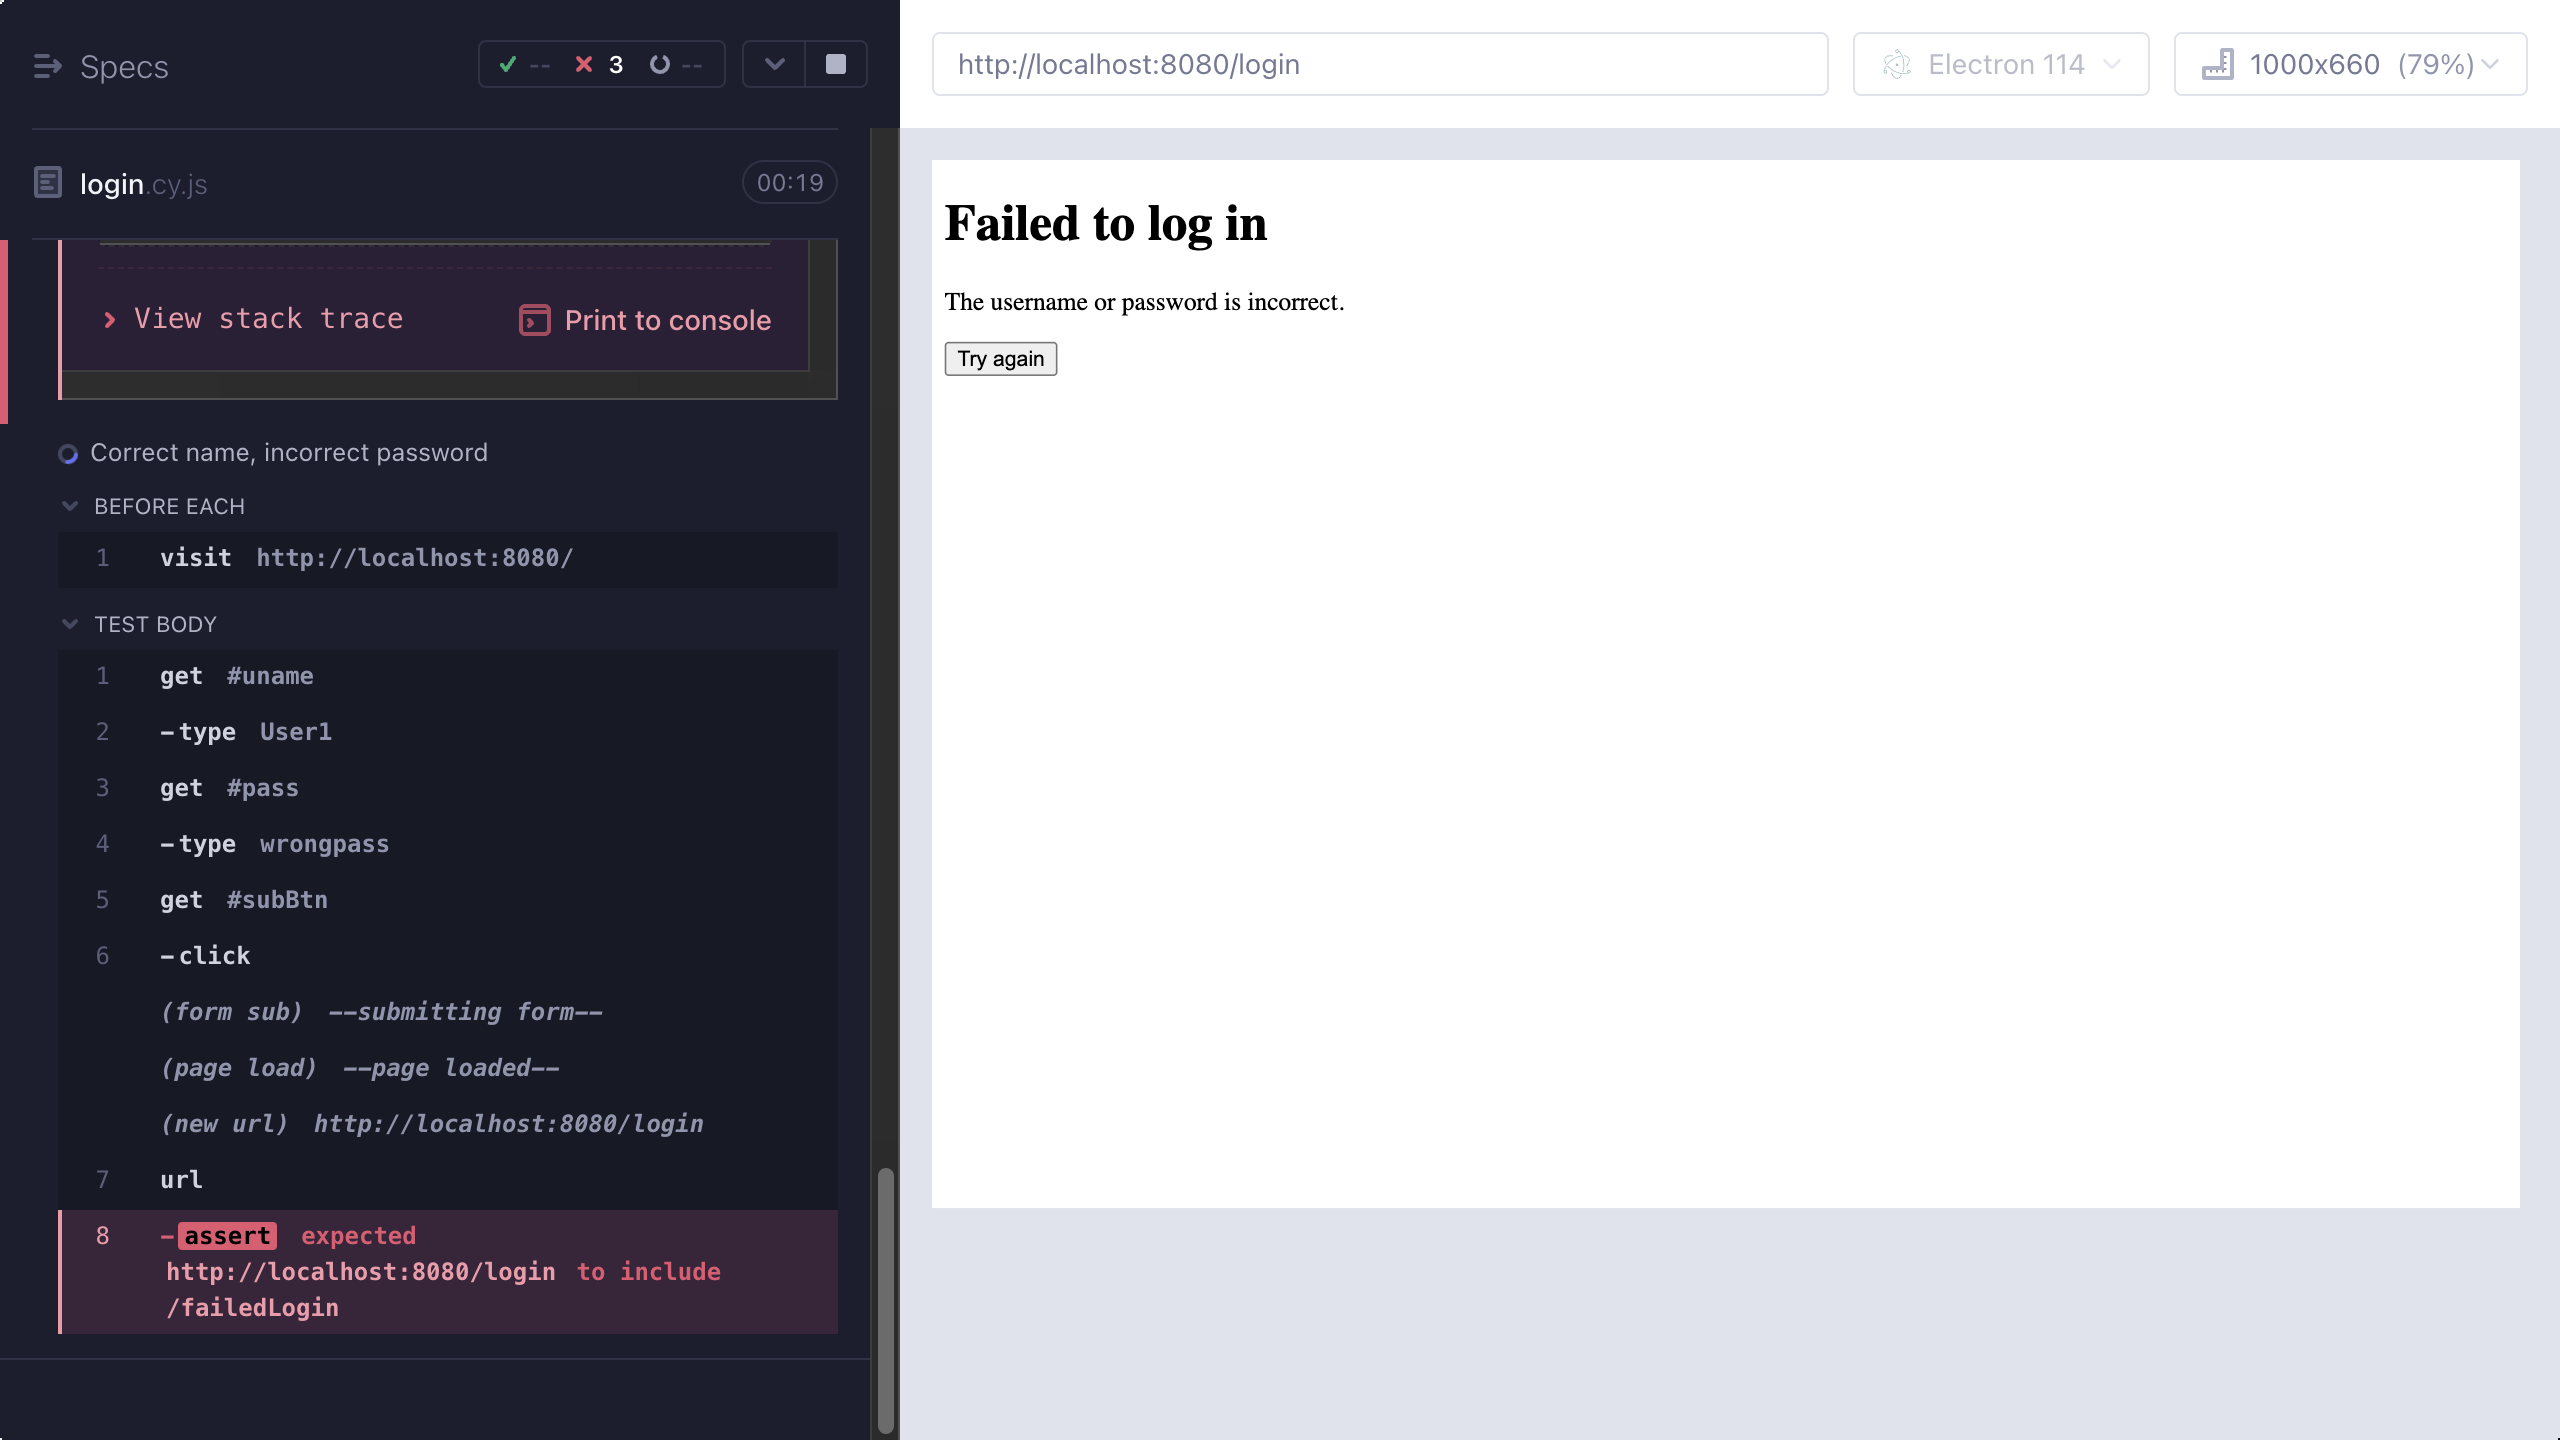 Specs
-- 3 --
login.cy.js 00:19
View stack trace Print to console
Correct name, incorrect password
BEFORE EACH
1 visit http://localhost:8080/
TEST BODY
1 get #uname
2 -type User1
3 get #pass
4 -type wrongpass
5 get #subBtn
6 -click
(form sub) --submitting form--
(page load) --page loaded--
(new url) http://localhost:8080/login
7 url
8 -assert expected
http://localhost:8080/login to include
/failedLogin
http://localhost:8080/login Electron 114 1000x660 (79%)
Failed to log in
The username or password is incorrect.
Try again